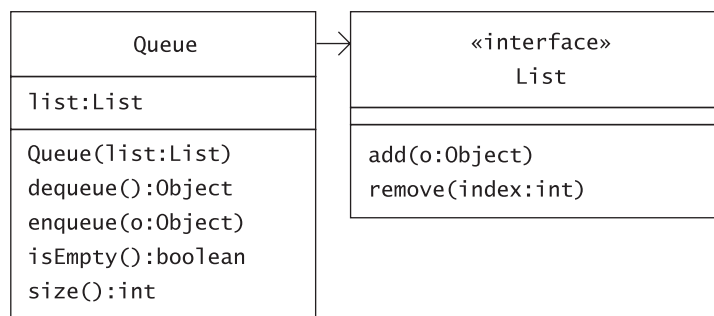 Queue
list:List
Queue(list:List)
dequeue():Object
enqueue(o:Object)
isEmpty():boolean
size():int
«interface»
List
add(o:Object)
remove(index:int)